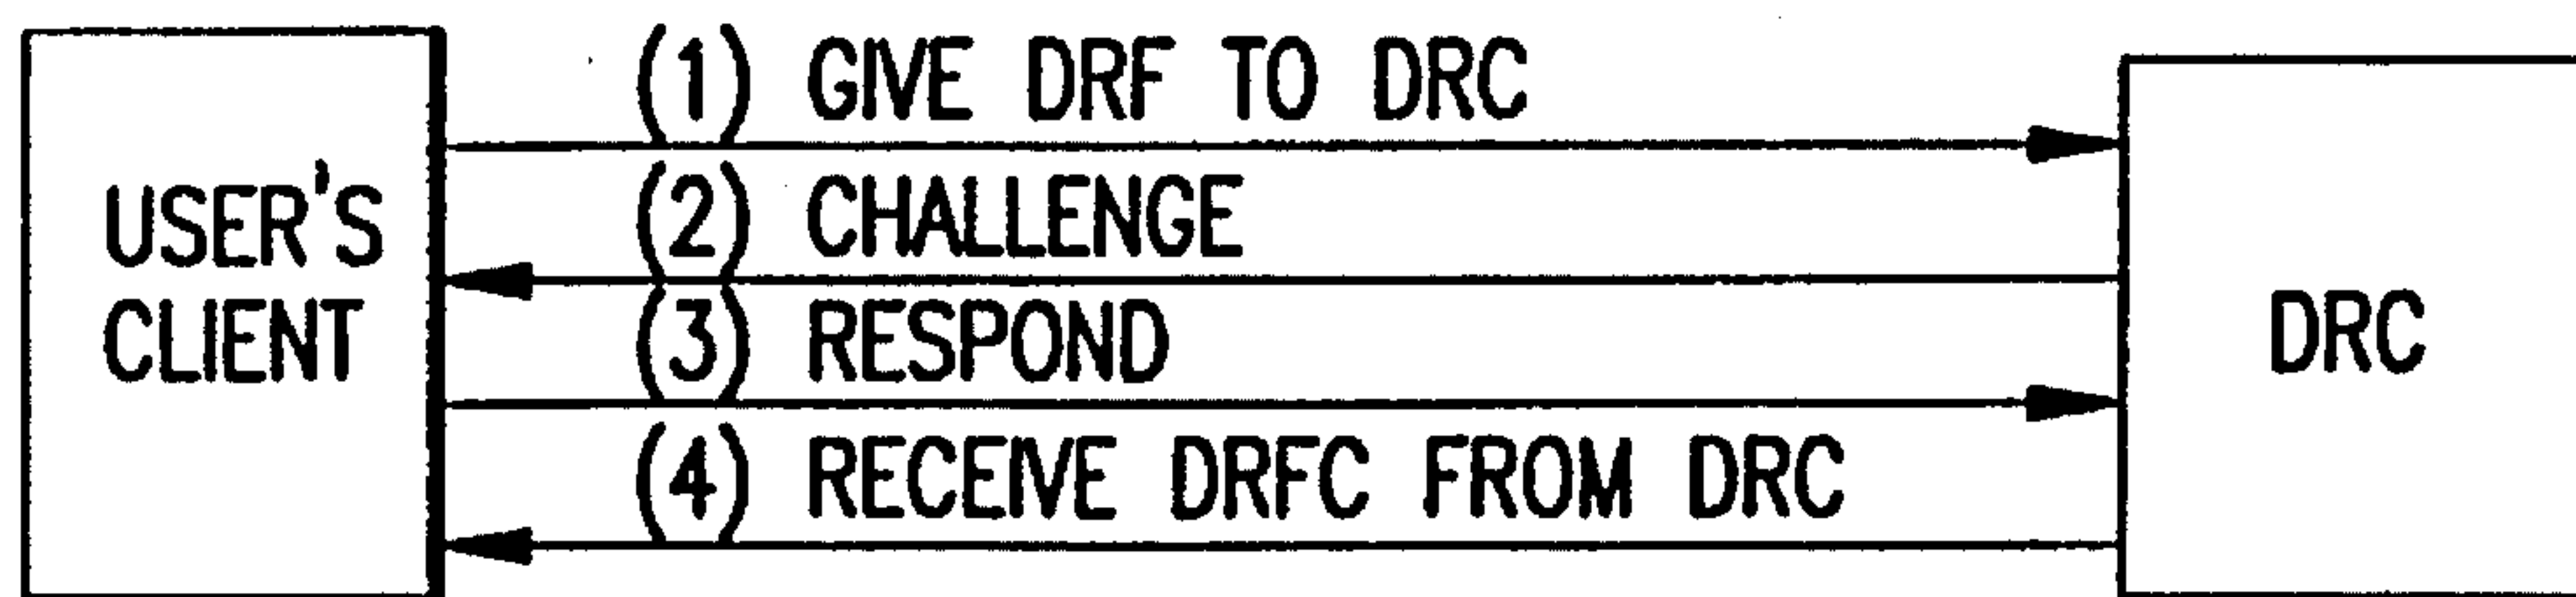 USER'S
CLIENT
(1) GIVE DRF TO DRC
(2) CHALLENGE
(3) RESPOND
(4) RECEIVE DRFC FROM DRC
DRC